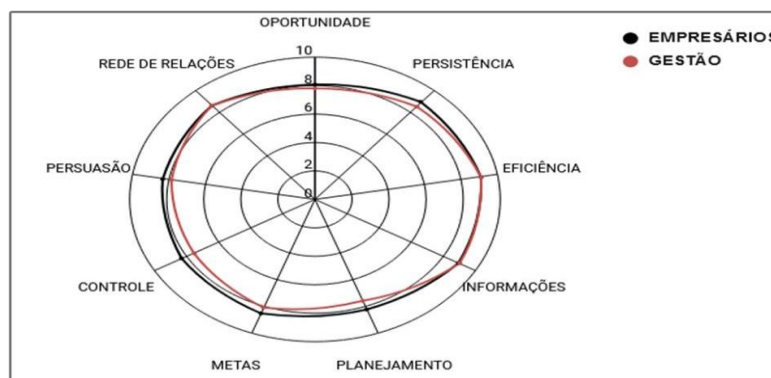 OPORTUNIDADE
EMPRESÁRIOS
GESTÃO
10
8
6
4
2
0
REDE DE RELAÇÕES
PERSISTÊNCIA
PERSUASÃO
EFICIÊNCIA
CONTROLE
INFORMAÇÕES
METAS
PLANEJAMENTO